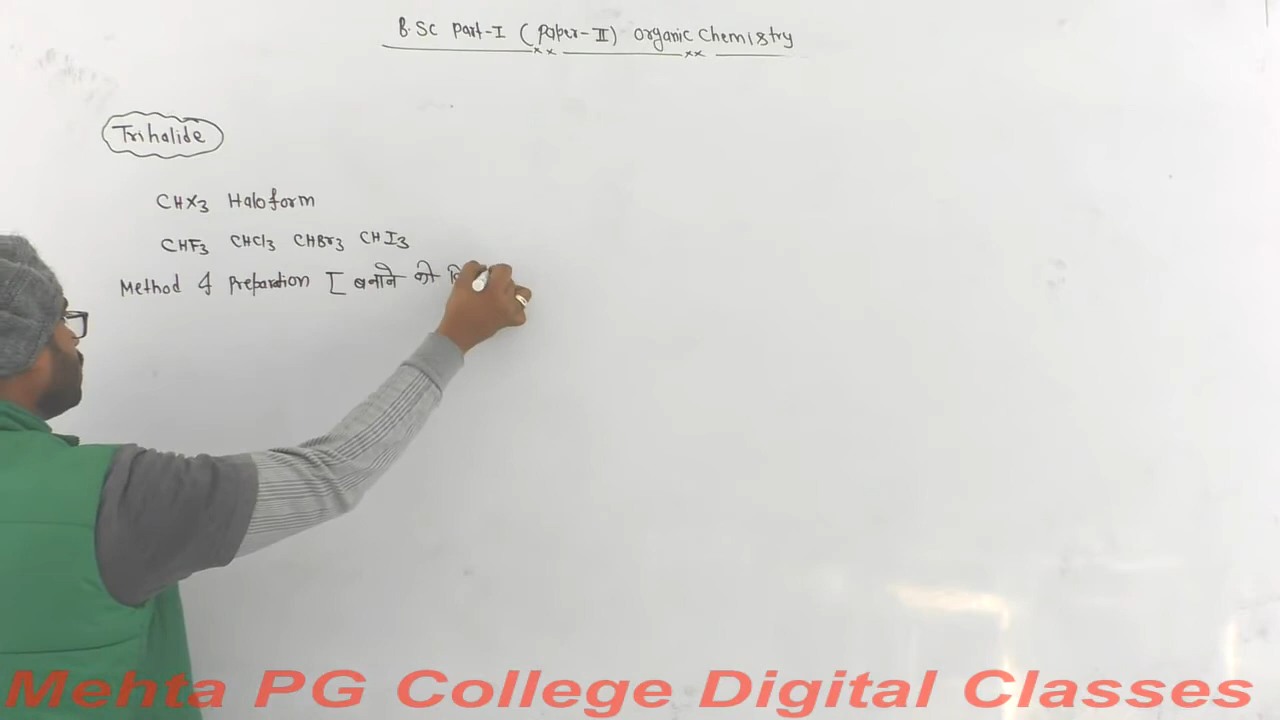 B.Sc Part-I (Paper-II) Organic Chemistry
Trihalide
CHX3 Haloform
CHF3 CHCl3 CHBr3 CHI3
Method of Preparation [ बनाने की
Mehta PG College Digital Classes